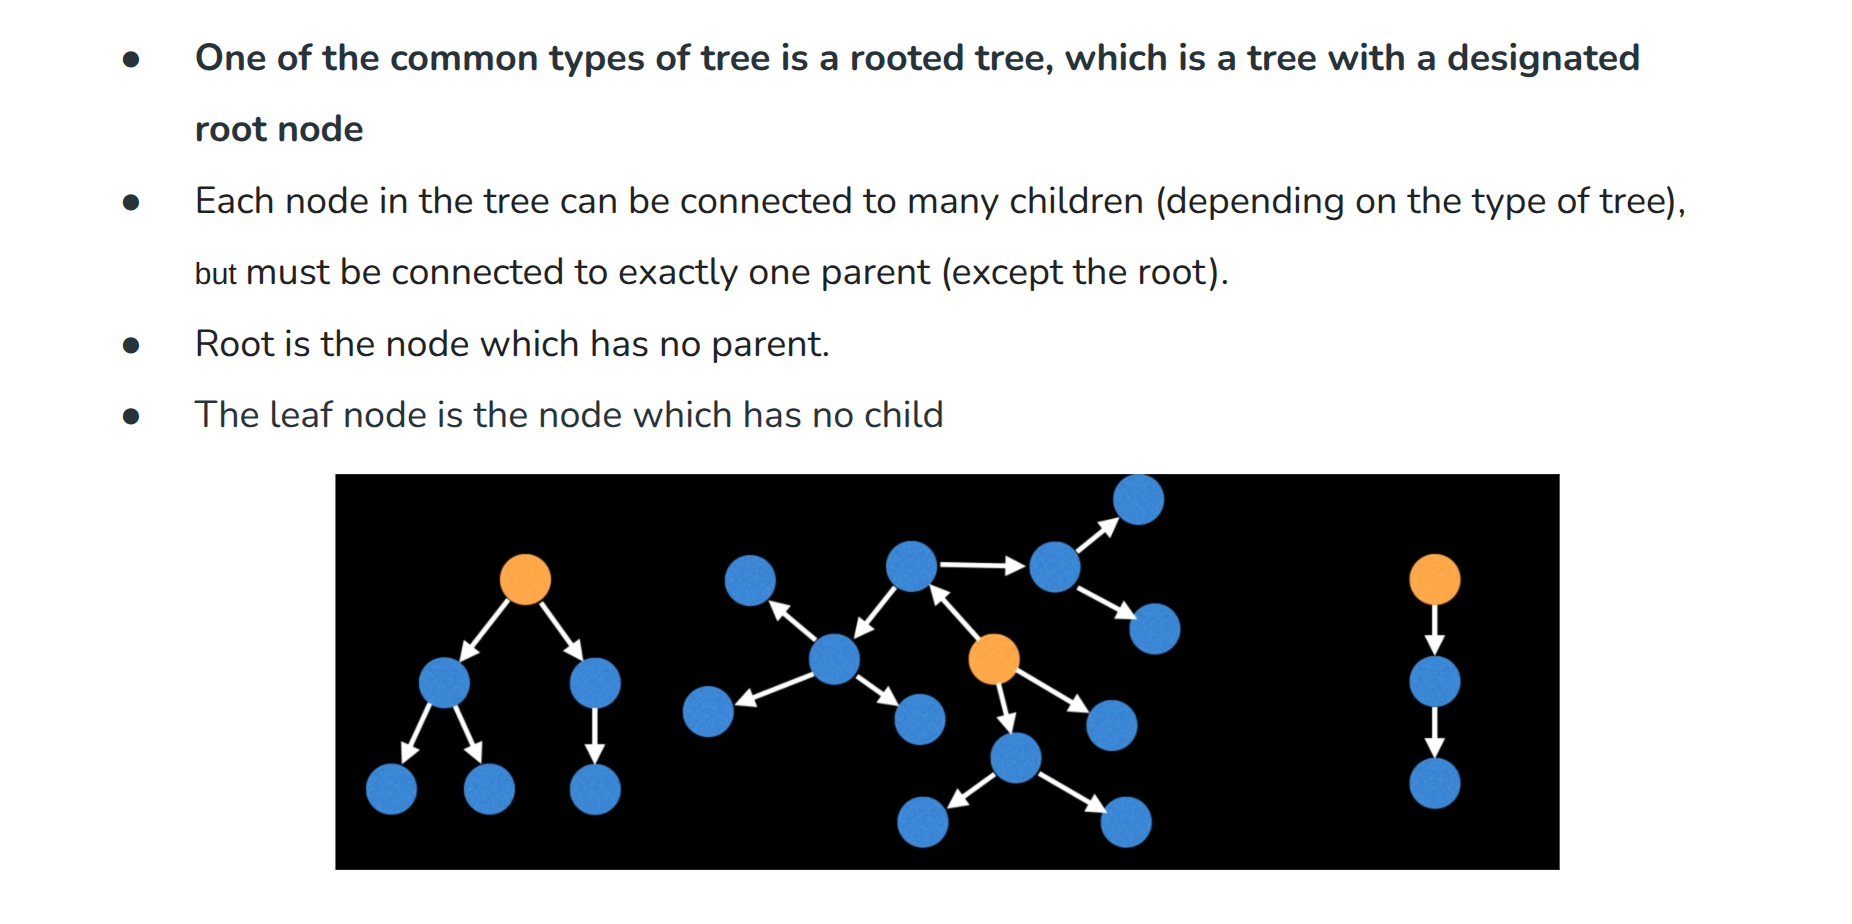 ● One of the common types of tree is a rooted tree, which is a tree with a designated
root node
● Each node in the tree can be connected to many children (depending on the type of tree),
but must be connected to exactly one parent (except the root).
● Root is the node which has no parent.
● The leaf node is the node which has no child